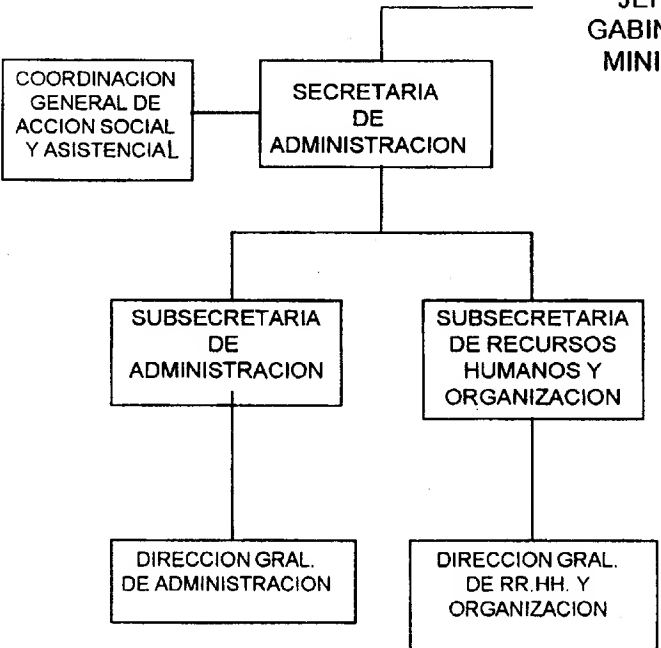 COORDINACION
GENERAL DE
ACCION SOCIAL
Y ASISTENCIAL
SECRETARIA
DE
ADMINISTRACION
SUBSECRETARIA
DE
ADMINISTRACION
SUBSECRETARIA
DE RECURSOS
HUMANOS Y
ORGANIZACION
DIRECCION GRAL.
DE ADMINISTRACION
DIRECCION GRAL.
DE RR.HH. Y
ORGANIZACION